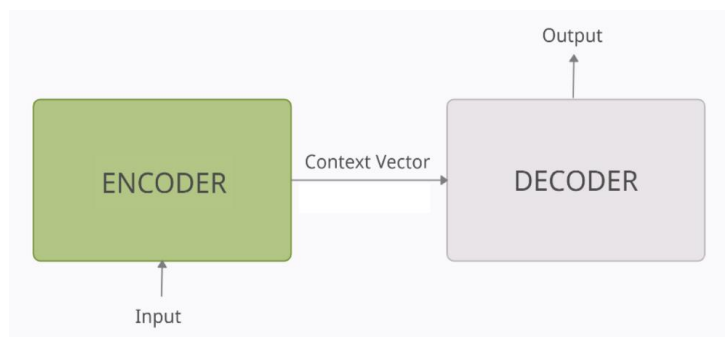 Output
Context Vector
ENCODER
DECODER
Input